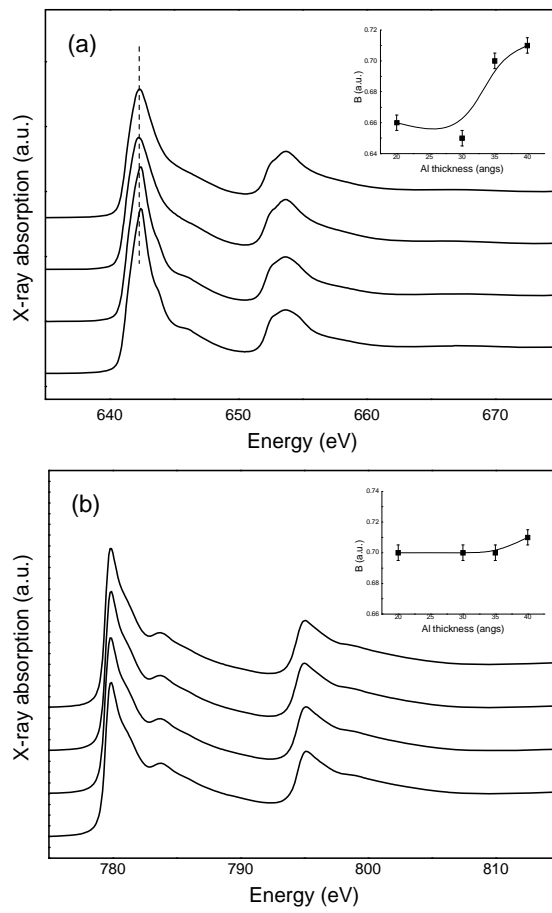 (a)
X-ray absorption (a.u.)
640
650
660
670
Energy (eV)
B (a.u.)
0.72
0.70
0.68
0.66
0.64
20
25
30
35
40
Al thickness (angs)
(b)
X-ray absorption (a.u.)
780
790
800
810
Energy (eV)
B (a.u.)
0.74
0.72
0.70
0.68
0.66
20
25
30
35
40
Al thickness (angs)